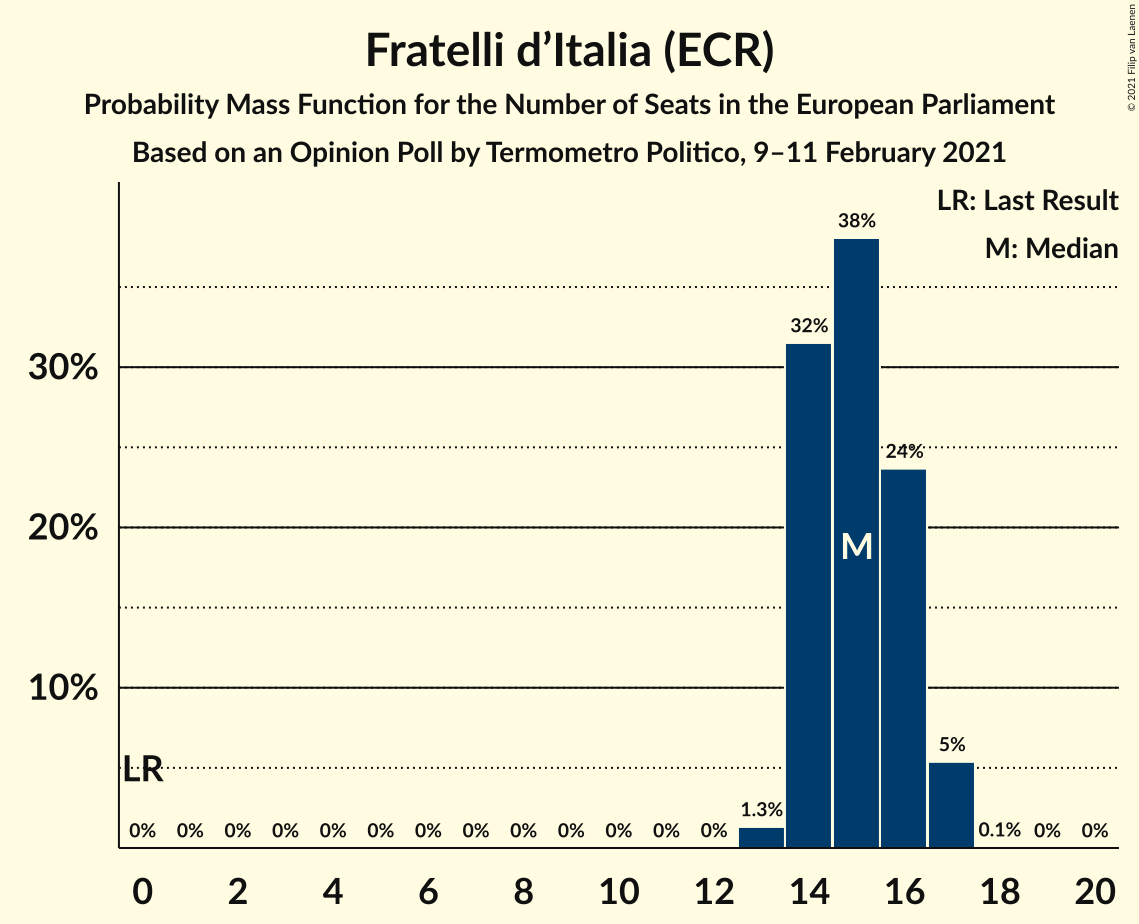 Fratelli d’Italia (ECR)
Probability Mass Function for the Number of Seats in the European Parliament
Based on an Opinion Poll by Termometro Politico, 9–11 February 2021
© 2021 Filip van Laenen
LR: Last Result
M: Median
38%
32%
30%
24%
20%
M
10%
5%
LR
1.3%
0% 0% 0% 0% 0% 0% 0% 0% 0% 0% 0% 0% 0% 0.1% 0% 0%
0 2 4 6 8 10 12 14 16 18 20